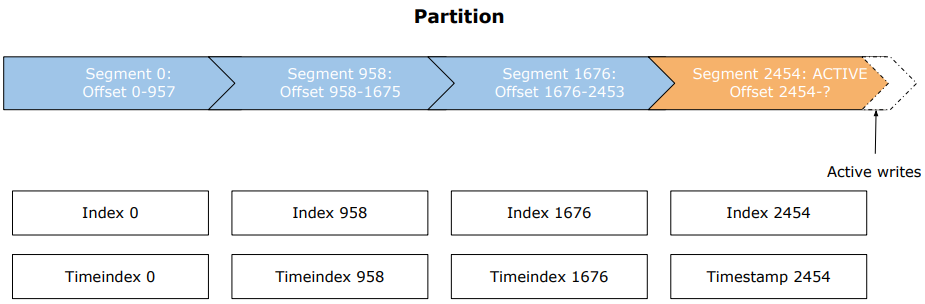 Partition
Segment 0:
Offset 0-957
Segment 958:
Offset 958-1675
Segment 1676:
Offset 1676-2453
Segment 2454: ACTIVE
Offset 2454-?
Active writes
Index 0
Index 958
Index 1676
Index 2454
Timeindex 0
Timeindex 958
Timeindex 1676
Timestamp 2454